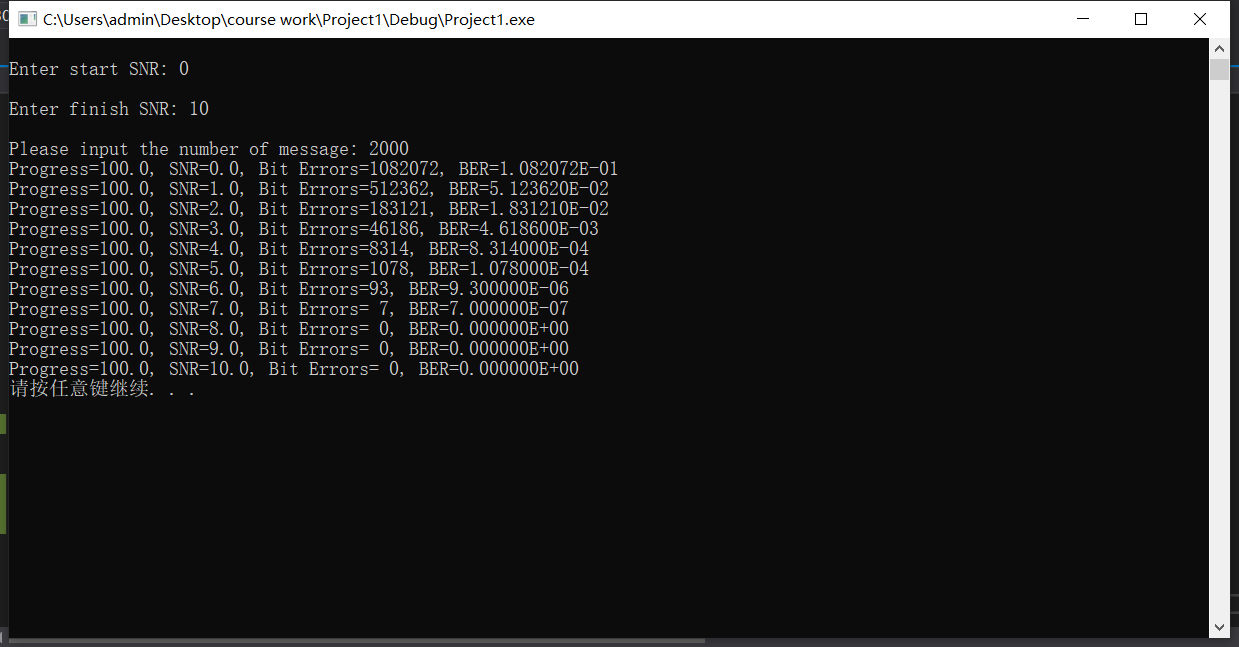 C:\Users\admin\Desktop\course work\Project1\Debug\Project1.exe
Enter start SNR: 0
Enter finish SNR: 10
Please input the number of message: 2000
Progress=100.0, SNR=0.0, Bit Errors=1082072, BER=1.082072E-01
Progress=100.0, SNR=1.0, Bit Errors=512362, BER=5.123620E-02
Progress=100.0, SNR=2.0, Bit Errors=183121, BER=1.831210E-02
Progress=100.0, SNR=3.0, Bit Errors=46186, BER=4.618600E-03
Progress=100.0, SNR=4.0, Bit Errors=8314, BER=8.314000E-04
Progress=100.0, SNR=5.0, Bit Errors=1078, BER=1.078000E-04
Progress=100.0, SNR=6.0, Bit Errors=93, BER=9.300000E-06
Progress=100.0, SNR=7.0, Bit Errors= 7, BER=7.000000E-07
Progress=100.0, SNR=8.0, Bit Errors= 0, BER=0.000000E+00
Progress=100.0, SNR=9.0, Bit Errors= 0, BER=0.000000E+00
Progress=100.0, SNR=10.0, Bit Errors= 0, BER=0.000000E+00
请按任意键继续. . .